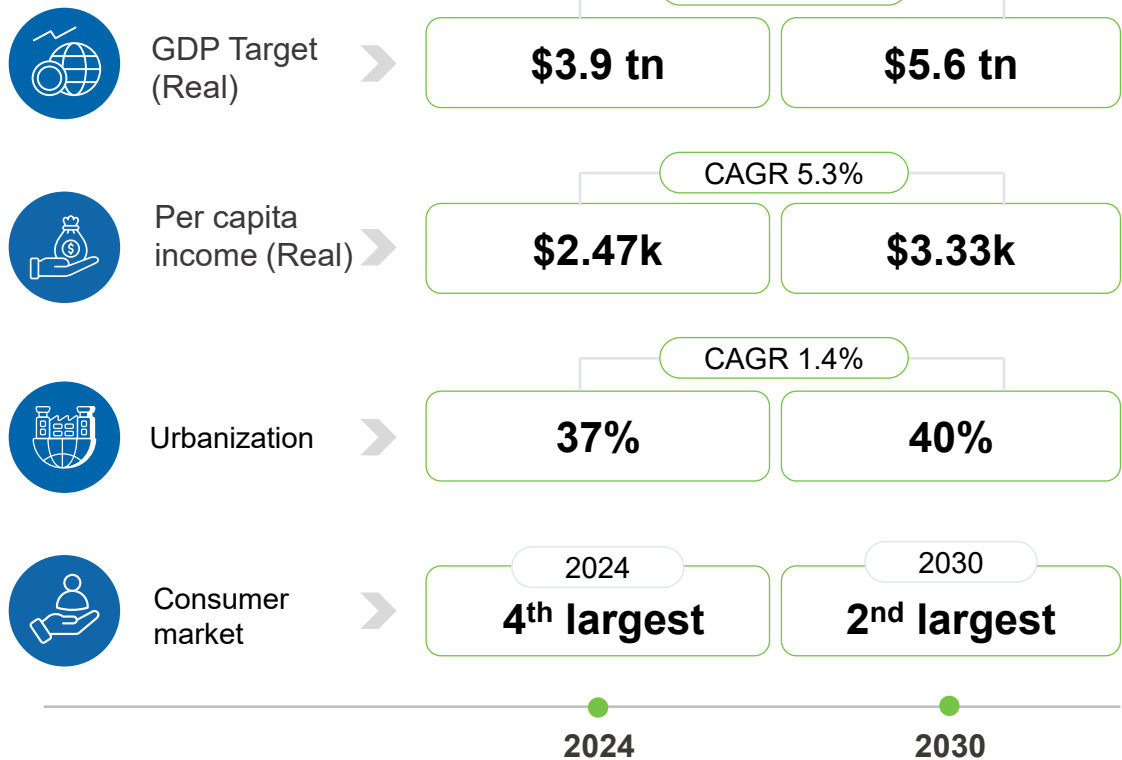 GDP Target
(Real)
$3.9 tn
$5.6 tn
CAGR 5.3%
Per capita
income (Real)
$2.47k
$3.33k
CAGR 1.4%
Urbanization
37%
40%
2024
2030
Consumer
market
4th largest
2nd largest
2024
2030